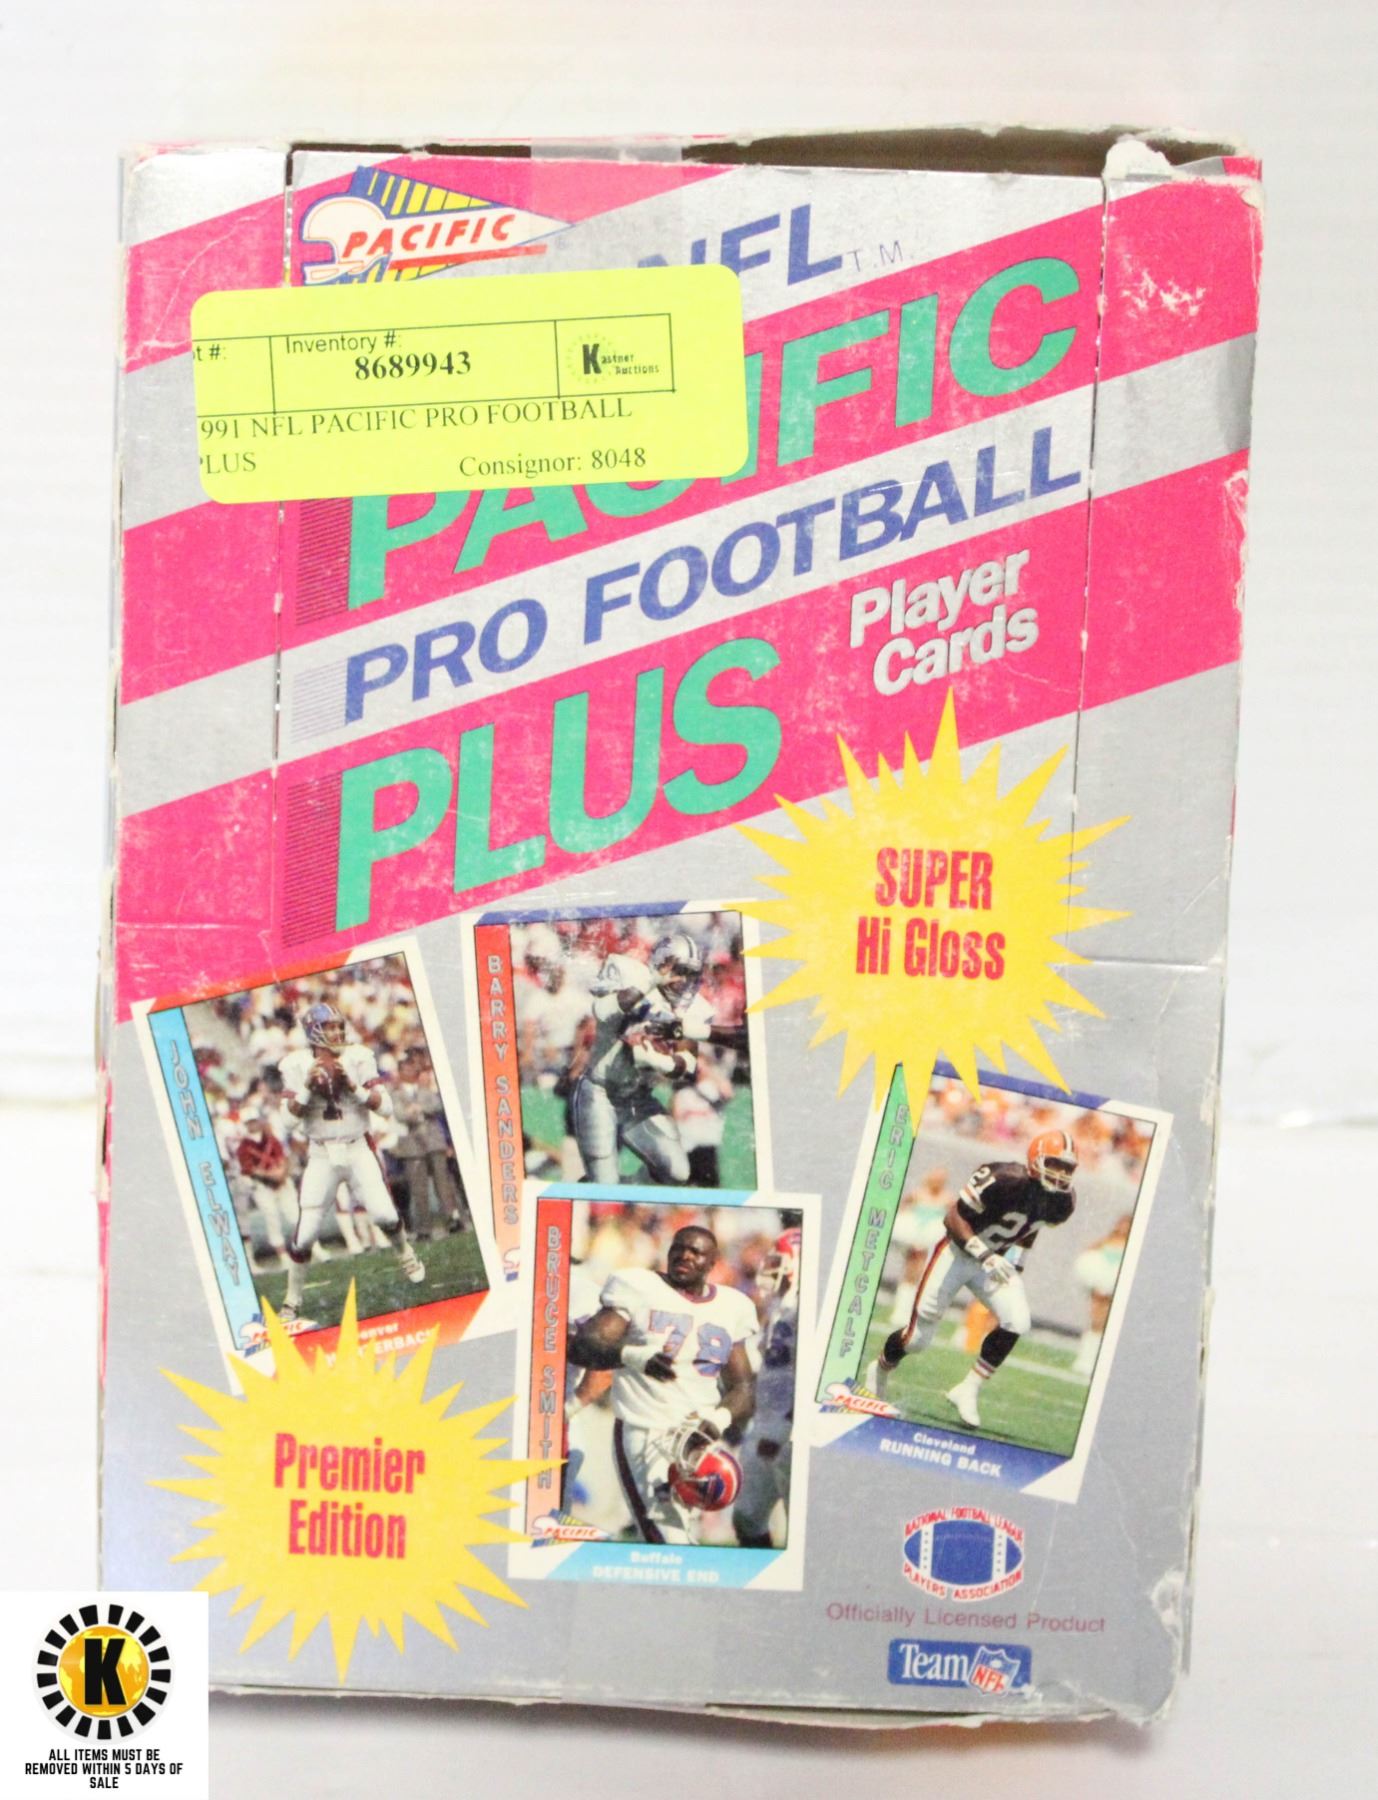 PACIFIC
NFL T.M.
t #:
Inventory #:
8689943
Kastner
Auctions
991 NFL PACIFIC PRO FOOTBALL
PLUS
Consignor: 8048
PACIFIC
PRO FOOTBALL
PLUS
Player
Cards
SUPER
Hi Gloss
JOHN ELWAY
BARRY SANDERS
ERIC METCALF
BRUCE SMITH
PACIFIC
PACIFIC
Cleveland
RUNNING BACK
PACIFIC
Buffalo
DEFENSIVE END
Premier
Edition
NATIONAL FOOTBALL LEAGUE
PLAYERS ASSOCIATION
Officially Licensed Product
Team NFL
K
ALL ITEMS MUST BE
REMOVED WITHIN 5 DAYS OF
SALE